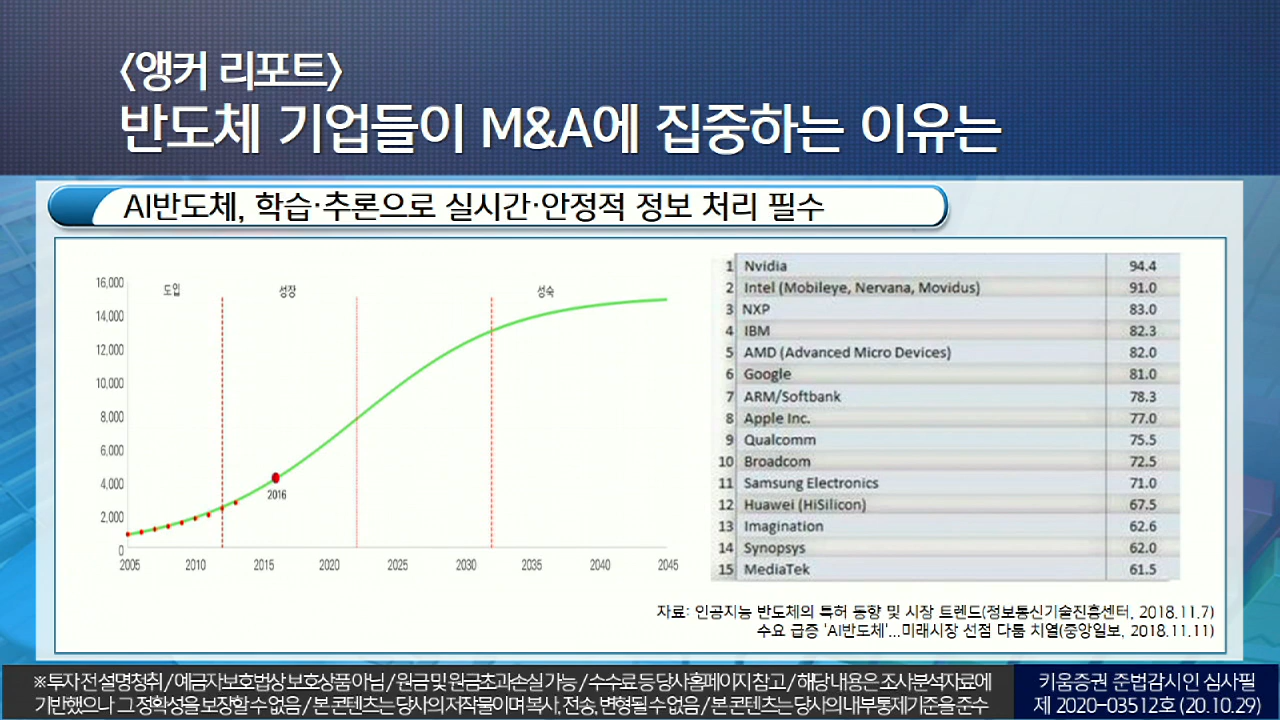 <앵커 리포트>
반도체 기업들이 M&A에 집중하는 이유는
AI반도체, 학습·추론으로 실시간·안정적 정보 처리 필수
16,000
14,000
12,000
10,000
8,000
6,000
4,000
2,000
0
도입
성장
성숙
2016
2006 2010 2015 2020 2025 2030 2035 2040 2045
1 Nvidia 94.4
2 Intel (Mobileye, Nervana, Movidus) 91.0
3 NXP 83.0
4 IBM 82.3
5 AMD (Advanced Micro Devices) 82.0
6 Google 81.0
7 ARM/Softbank 78.3
8 Apple Inc. 77.0
9 Qualcomm 75.5
10 Broadcom 72.5
11 Samsung Electronics 71.0
12 Huawei (HiSilicon) 67.5
13 Imagination 62.6
14 Synopsys 62.0
15 MediaTek 61.5
자료: 인공지능 반도체의 특허 동향 및 시장 트렌드(정보통신기술진흥센터, 2018.11.7)
수요 급증 'AI반도체'...미래시장 선점 다툼 치열(중앙일보, 2018.11.11)
※투자 전 설명청취 / 예금자보호법상 보호상품 아님 / 원금 및 원금초과손실 가능 / 수수료 등 당사홈페이지 참고 / 해당 내용은 조사분석자료에
기반했으나 그 정확성을 보장할 수 없음 / 본 콘텐츠는 당사의 저작물이며 복사, 전송, 변형될 수 없음 / 본 콘텐츠는 당사의 내부통제기준을 준수
키움증권 준법감시인 심사필
제 2020-03512호 (20.10.29)